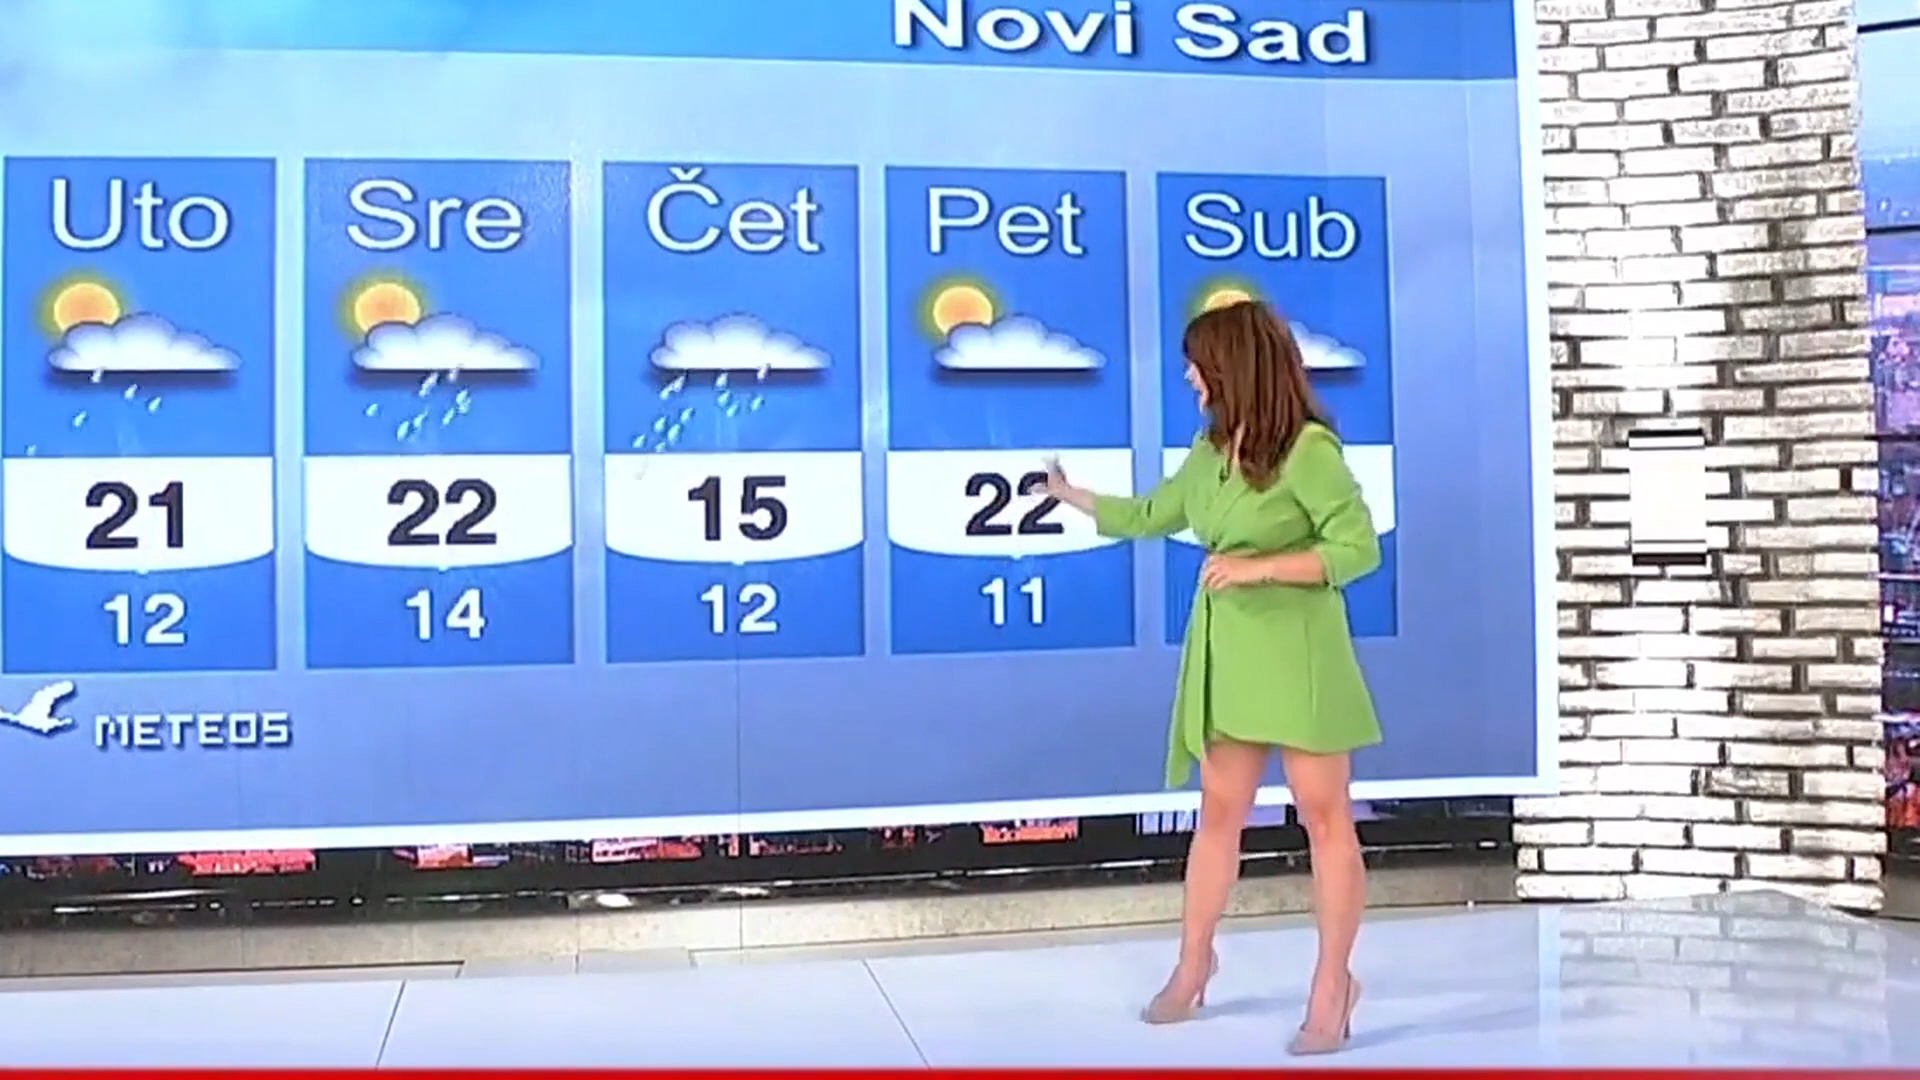 Novi Sad
Uto Sre Čet Pet Sub
21 22 15 22
12 14 12 11
METEOS